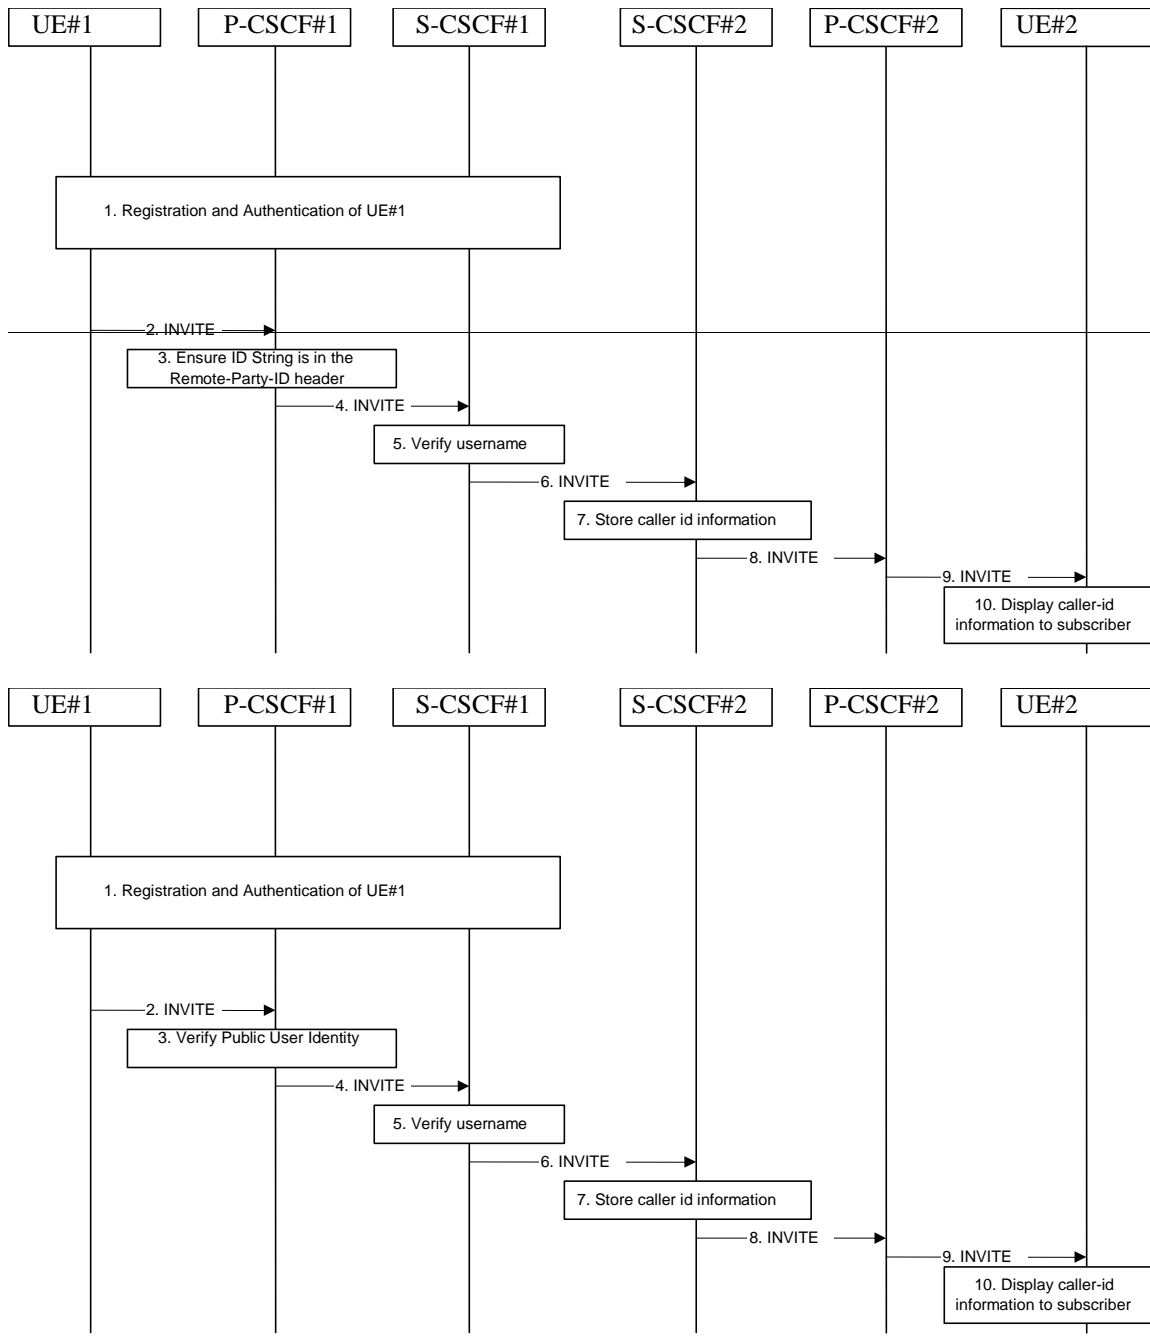 UE#1 P-CSCF#1 S-CSCF#1 S-CSCF#2 P-CSCF#2 UE#2
1. Registration and Authentication of UE#1
2. INVITE
3. Ensure ID String is in the
Remote-Party-ID header
4. INVITE
5. Verify username
6. INVITE
7. Store caller id information
8. INVITE
9. INVITE
10. Display caller-id
information to subscriber
UE#1 P-CSCF#1 S-CSCF#1 S-CSCF#2 P-CSCF#2 UE#2
1. Registration and Authentication of UE#1
2. INVITE
3. Verify Public User Identity
4. INVITE
5. Verify username
6. INVITE
7. Store caller id information
8. INVITE
9. INVITE
10. Display caller-id
information to subscriber